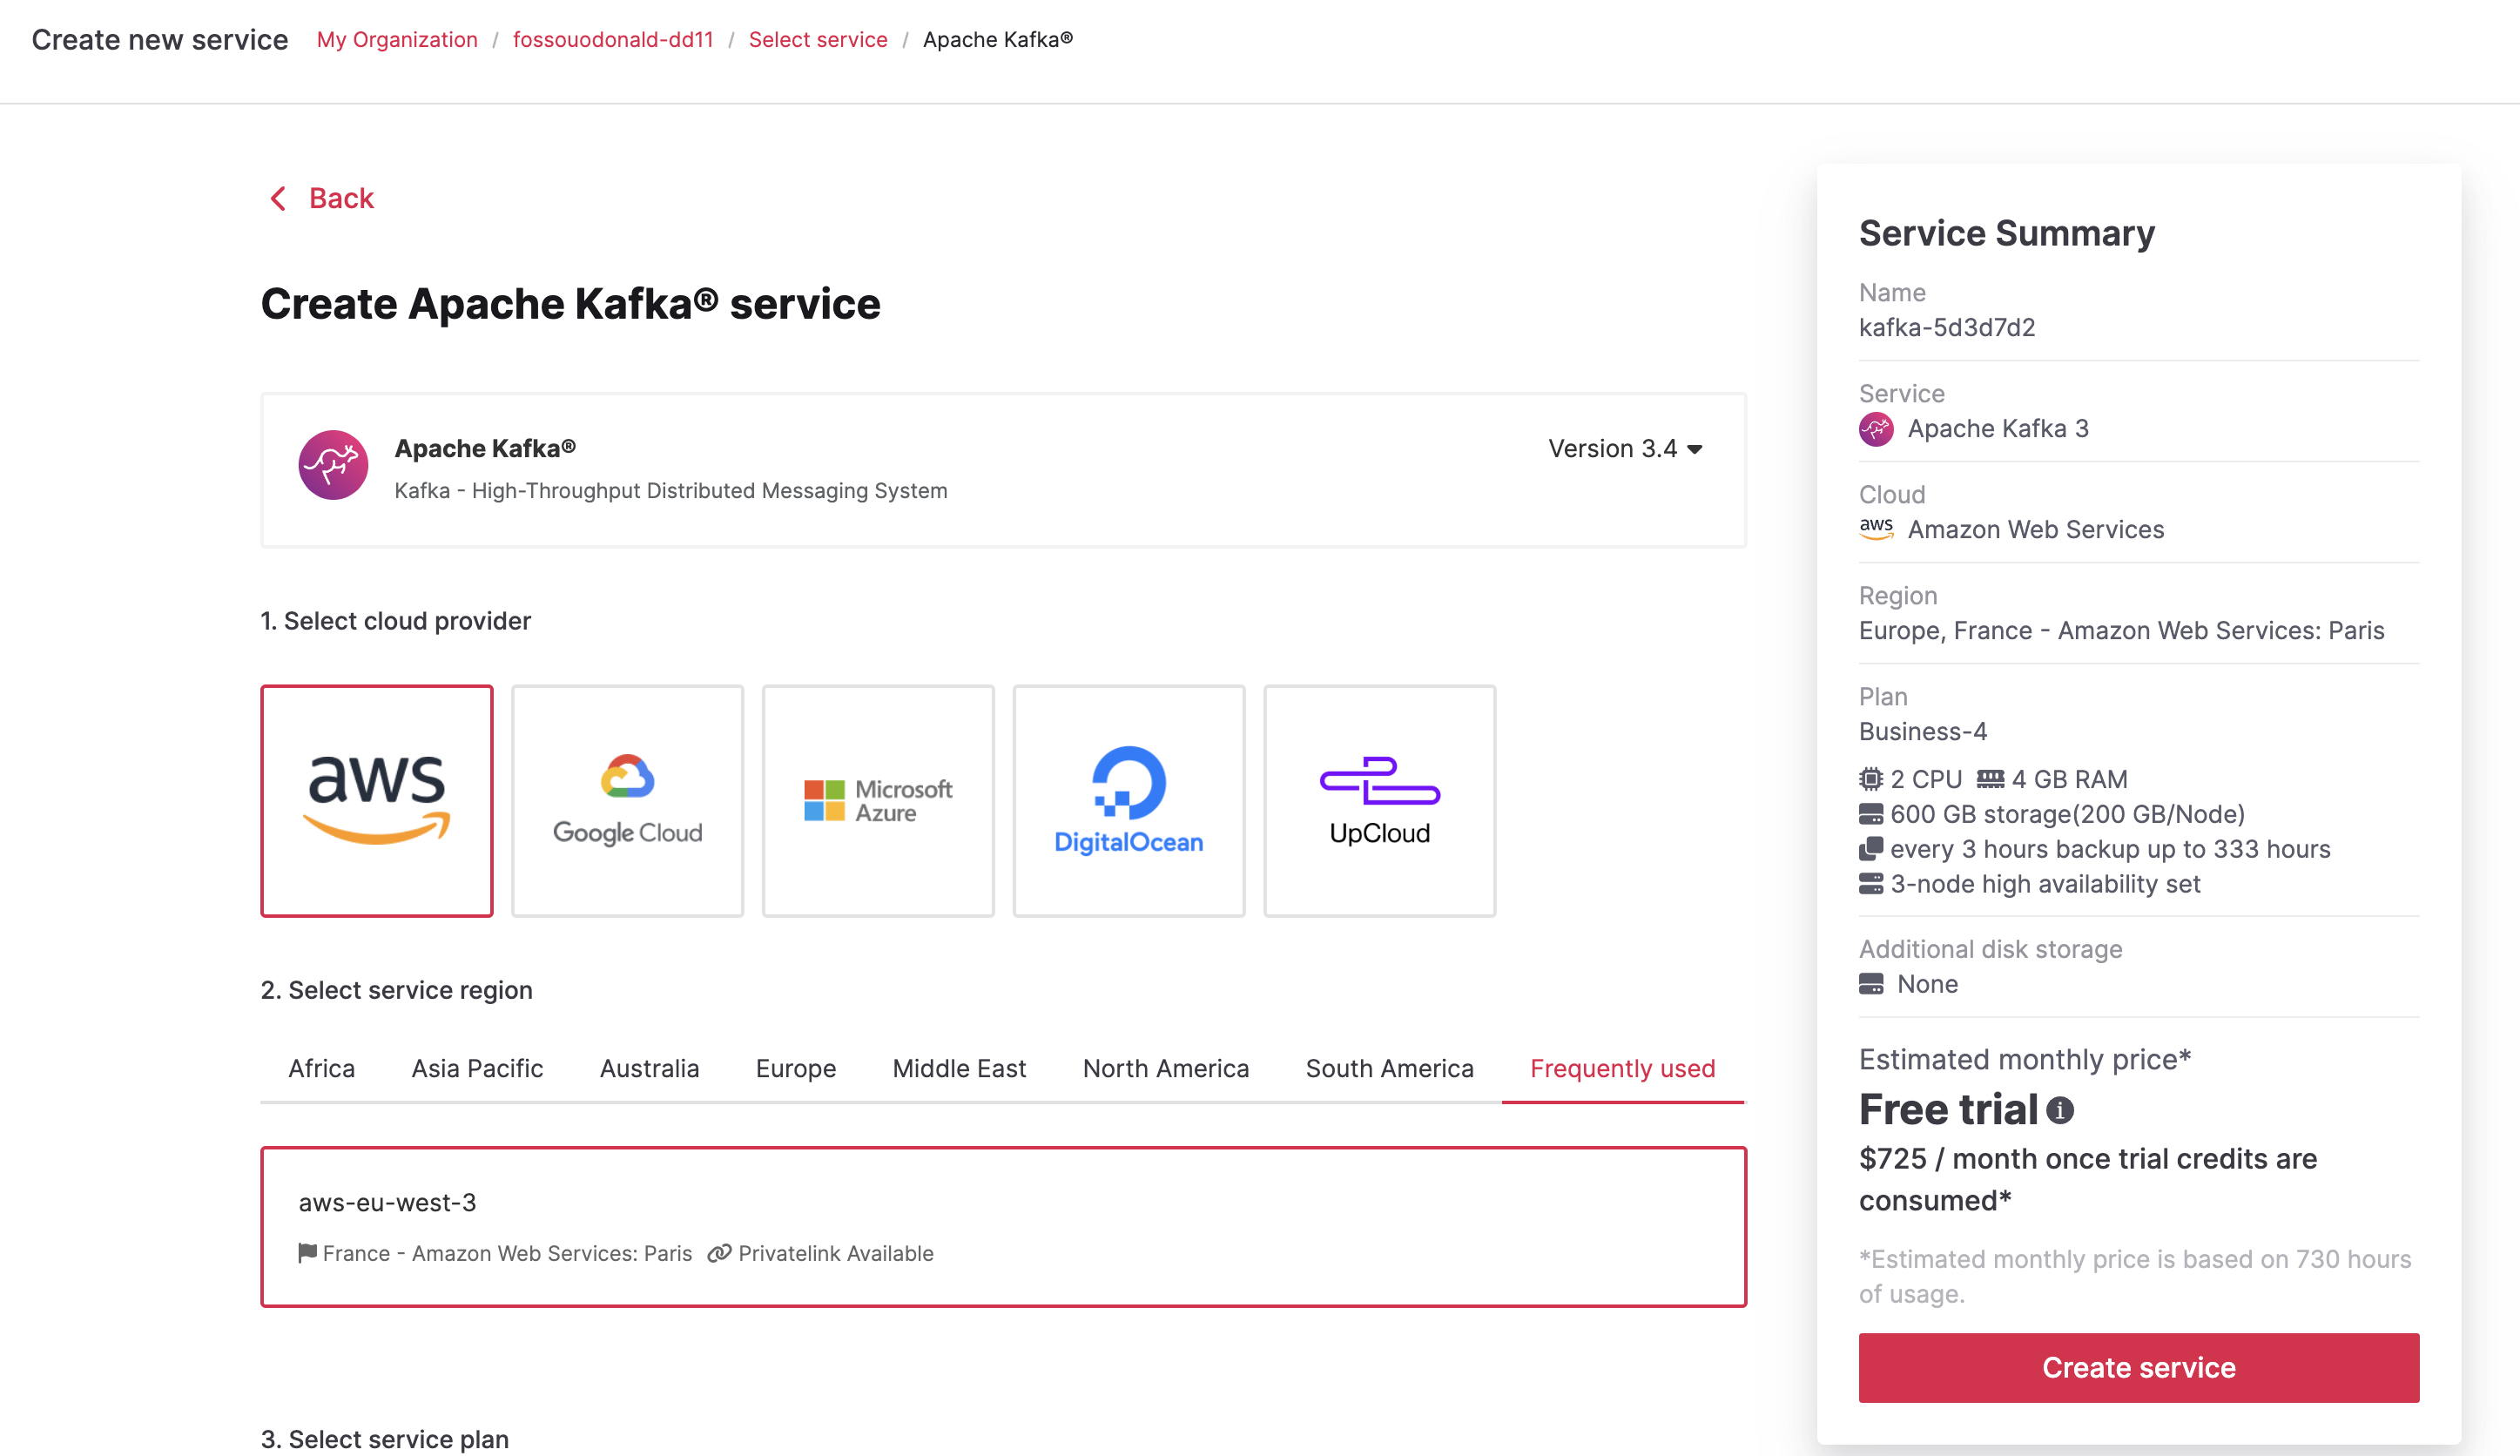 Create new service My Organization / fossouodonald-dd11 / Select service / Apache Kafka®
Back
Create Apache Kafka® service
Apache Kafka®
Version 3.4
Kafka - High-Throughput Distributed Messaging System
1. Select cloud provider
aws
Google Cloud
Microsoft
Azure
DigitalOcean
UpCloud
2. Select service region
Africa Asia Pacific Australia Europe Middle East North America South America Frequently used
aws-eu-west-3
France - Amazon Web Services: Paris Privatelink Available
3. Select service plan
Service Summary
Name
kafka-5d3d7d2
Service
Apache Kafka 3
Cloud
aws Amazon Web Services
Region
Europe, France - Amazon Web Services: Paris
Plan
Business-4
2 CPU 4 GB RAM
600 GB storage(200 GB/Node)
every 3 hours backup up to 333 hours
3-node high availability set
Additional disk storage
None
Estimated monthly price*
Free trial
$725 / month once trial credits are
consumed*
*Estimated monthly price is based on 730 hours
of usage.
Create service